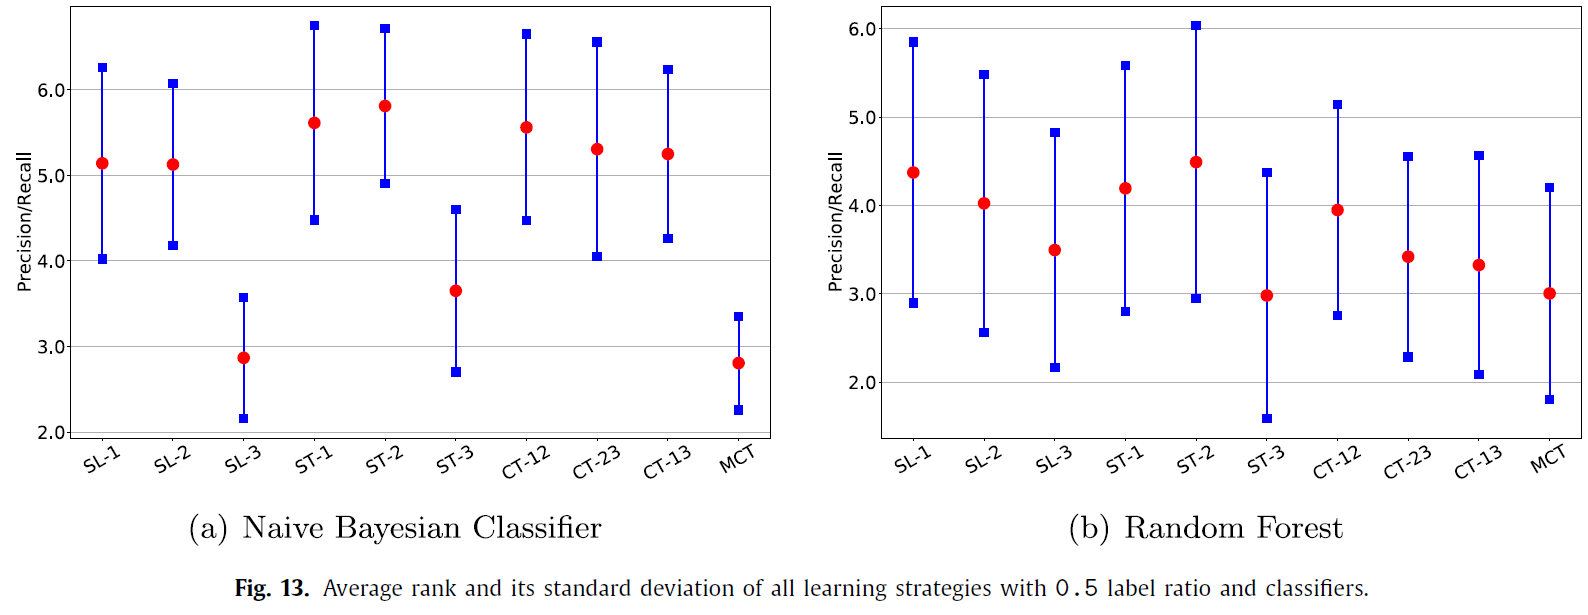 Precision/Recall
6.0
5.0
4.0
3.0
2.0
SL-1 SL-2 SL-3 ST-1 ST-2 ST-3 CT-12 CT-23 CT-13 MCT
(a) Naive Bayesian Classifier
Precision/Recall
6.0
5.0
4.0
3.0
2.0
SL-1 SL-2 SL-3 ST-1 ST-2 ST-3 CT-12 CT-23 CT-13 MCT
(b) Random Forest
Fig. 13. Average rank and its standard deviation of all learning strategies with 0.5 label ratio and classifiers.